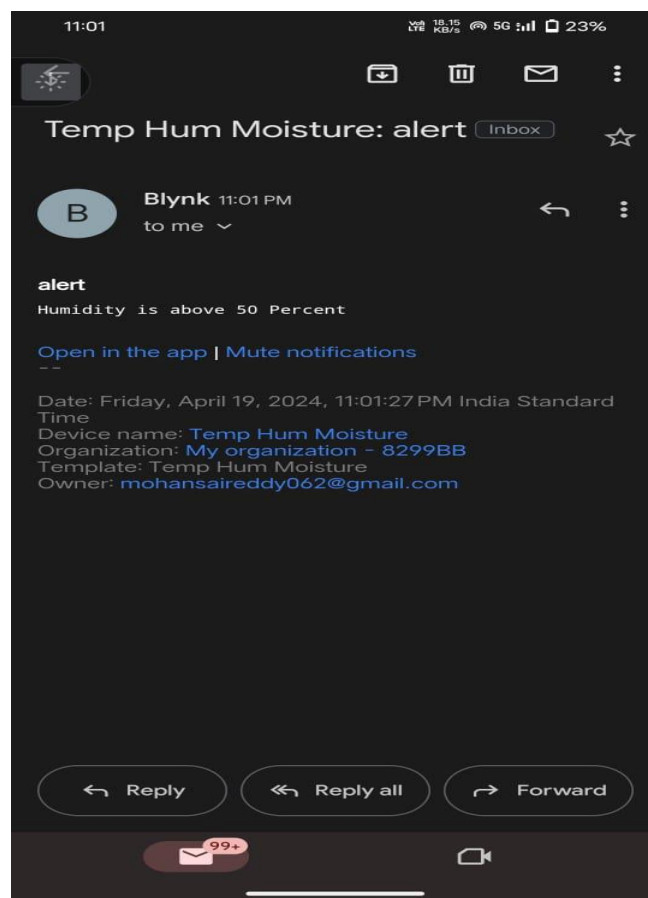 11:01 Vo) LTE 18.15 KB/s 5G 23%
Temp Hum Moisture: alert Inbox
B
Blynk 11:01 PM
to me
alert
Humidity is above 50 Percent
Open in the app | Mute notifications
--
Date: Friday, April 19, 2024, 11:01:27 PM India Standard
Time
Device name: Temp Hum Moisture
Organization: My organization - 8299BB
Template: Temp Hum Moisture
Owner: mohansaireddy062@gmail.com
Reply Reply all Forward
99+